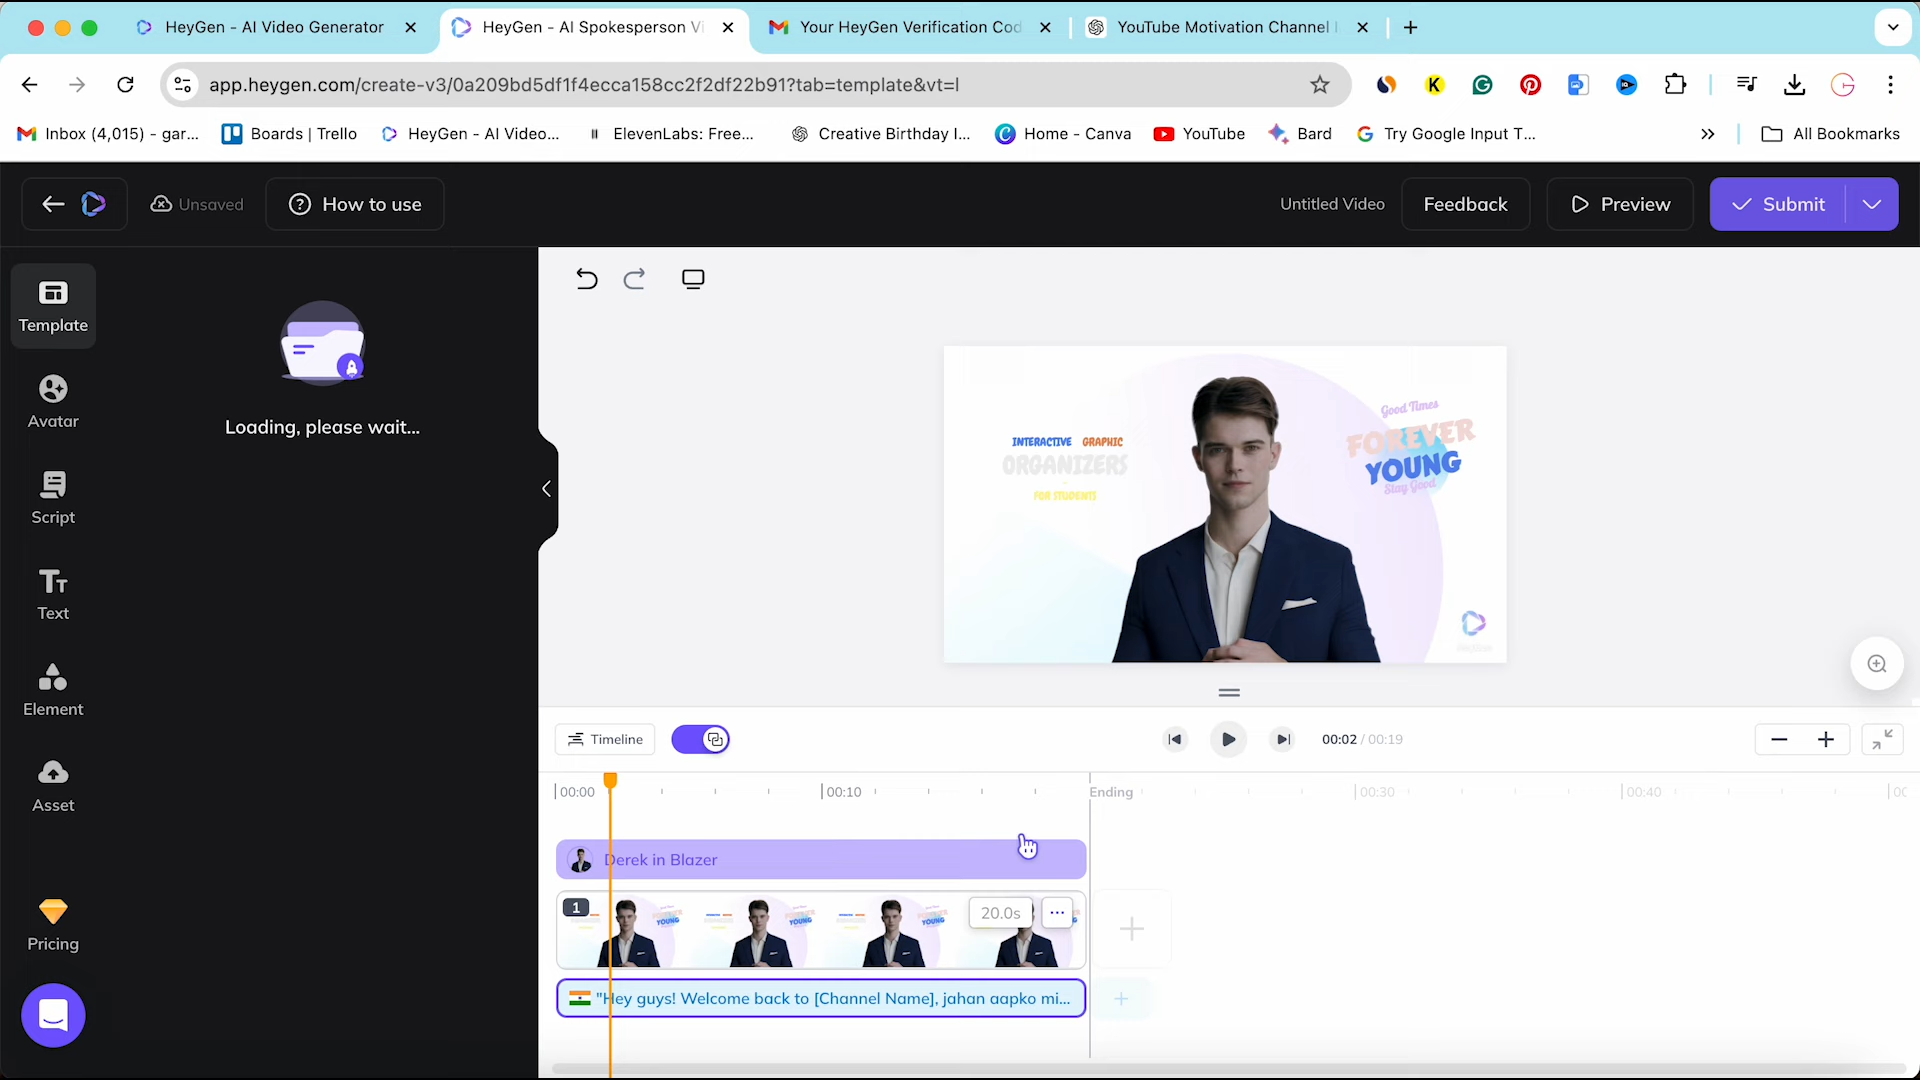 HeyGen - AI Video Generator
HeyGen - AI Spokesperson Vi
Your HeyGen Verification Cod
YouTube Motivation Channel I
app.heygen.com/create-v3/0a209bd5df1f4ecca158cc2f2df22b91?tab=template&vt=l
Inbox (4,015) - gar...
Boards | Trello
HeyGen - AI Video...
ElevenLabs: Free...
Creative Birthday I...
Home - Canva
YouTube
Bard
Try Google Input T...
All Bookmarks
Unsaved
How to use
Untitled Video
Feedback
Preview
Submit
Template
Avatar
Script
Text
Element
Asset
Pricing
Loading, please wait...
INTERACTIVE GRAPHIC
ORGANIZERS
FOR STUDENTS
Good Times
FOREVER
YOUNG
Stay Good
HeyGen
Timeline
00:02 / 00:19
00:00
00:10
Ending
00:30
00:40
Derek in Blazer
1
20.0s
"Hey guys! Welcome back to [Channel Name], jahan aapko mi...